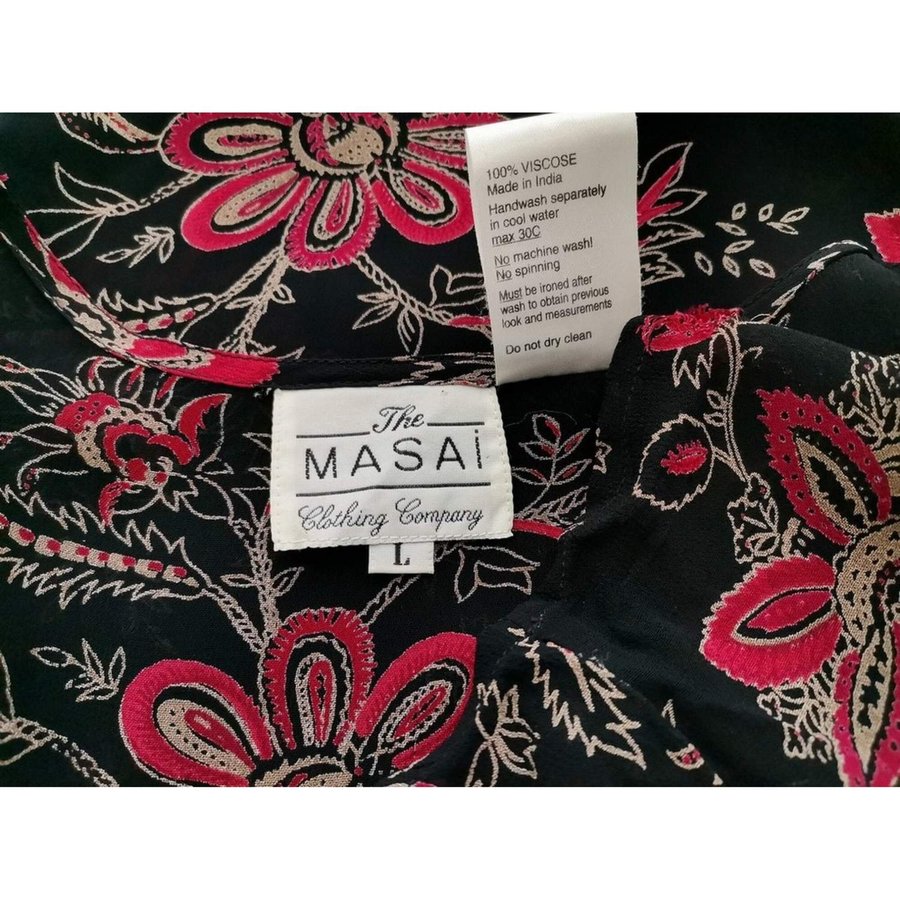 100% VISCOSE
Made in India
Handwash separately
in cool water
max 30C
No machine wash!
No spinning
Must be ironed after
wash to obtain previous
look and measurements
Do not dry clean
The
MASAI
Clothing Company
L